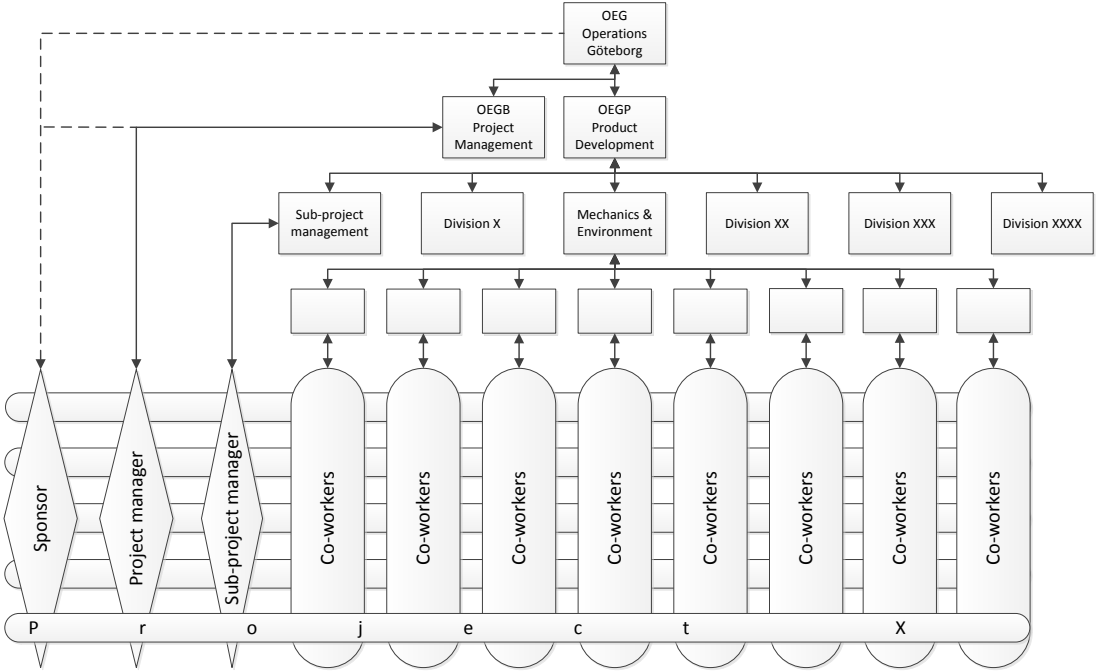 OEG
Operations
Göteborg
OEGB
Project
Management
OEGP
Product
Development
Sub-project
management
Division X
Mechanics &
Environment
Division XX
Division XXX
Division XXXX
Sponsor
Project manager
Sub-project manager
Co-workers
Co-workers
Co-workers
Co-workers
Co-workers
Co-workers
Co-workers
Co-workers
P r o j e c t X